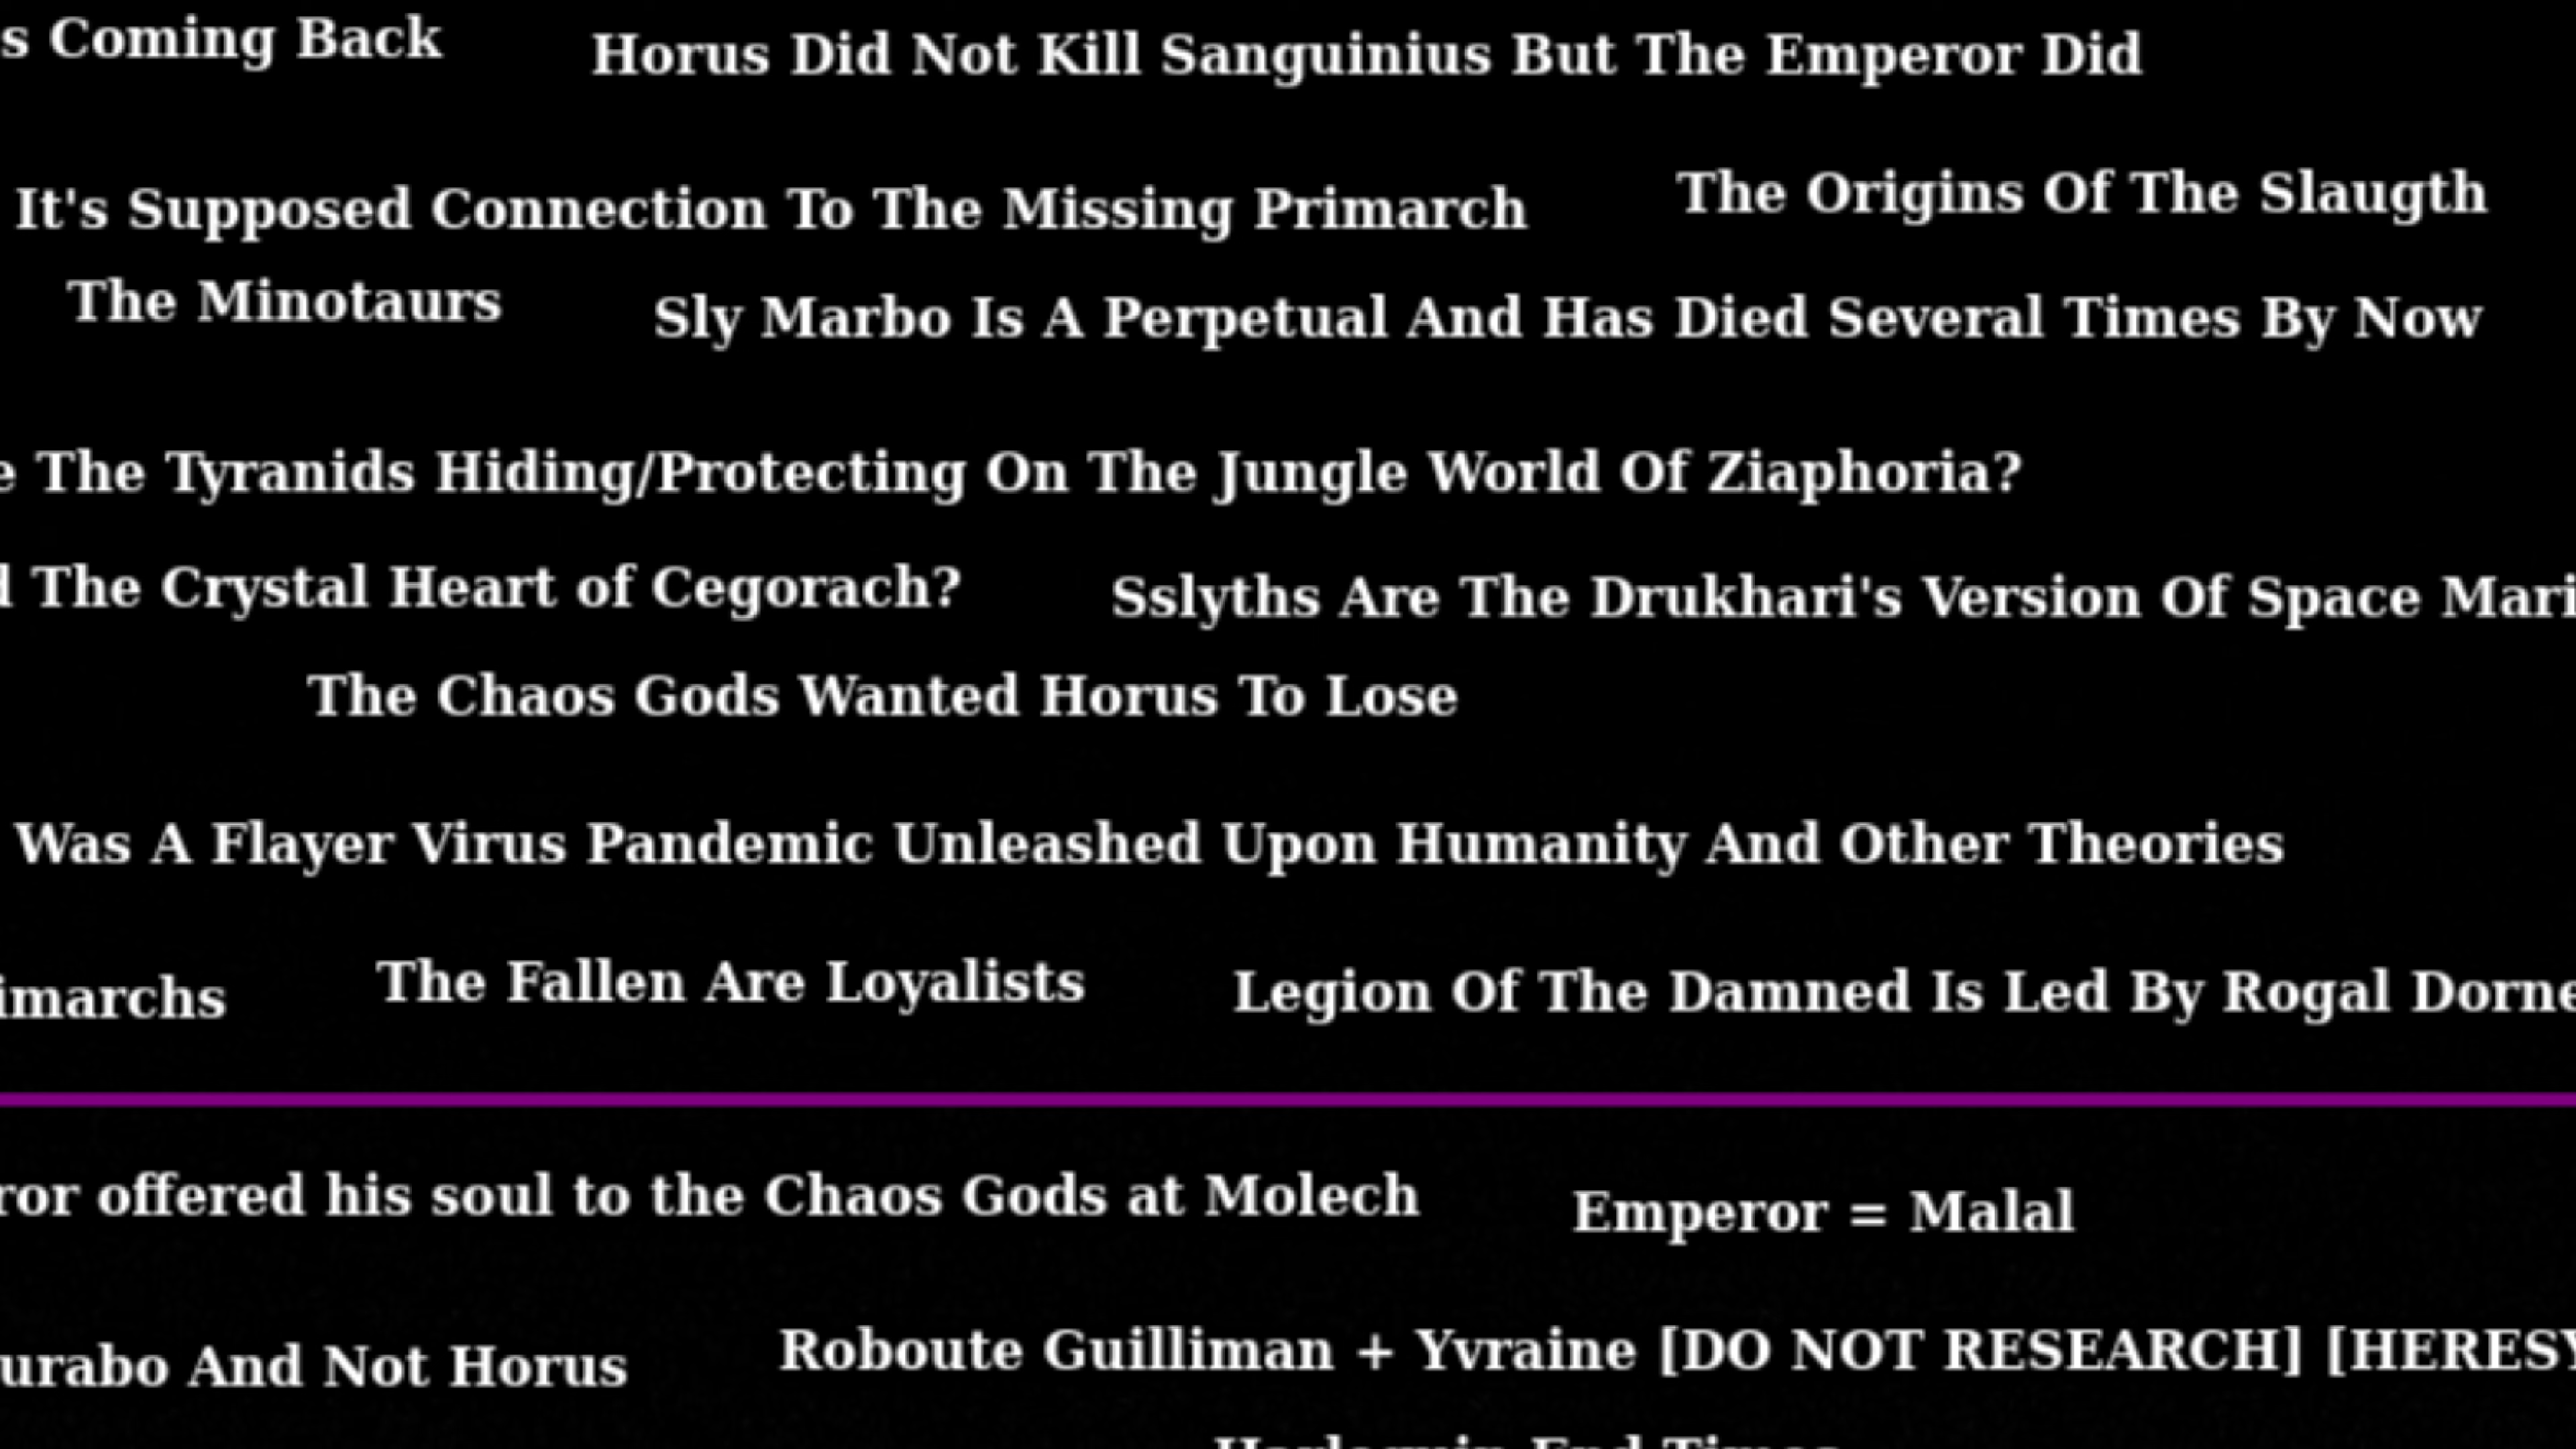 s Coming Back
Horus Did Not Kill Sanguinius But The Emperor Did
It's Supposed Connection To The Missing Primarch
The Origins Of The Slaugth
The Minotaurs
Sly Marbo Is A Perpetual And Has Died Several Times By Now
e The Tyranids Hiding/Protecting On The Jungle World Of Ziaphoria?
d The Crystal Heart of Cegorach?
Sslyths Are The Drukhari's Version Of Space Mari
The Chaos Gods Wanted Horus To Lose
Was A Flayer Virus Pandemic Unleashed Upon Humanity And Other Theories
imarchs
The Fallen Are Loyalists
Legion Of The Damned Is Led By Rogal Dorne
ror offered his soul to the Chaos Gods at Molech
Emperor = Malal
urabo And Not Horus
Roboute Guilliman + Yvraine [DO NOT RESEARCH] [HERESY
Harlequin End Times